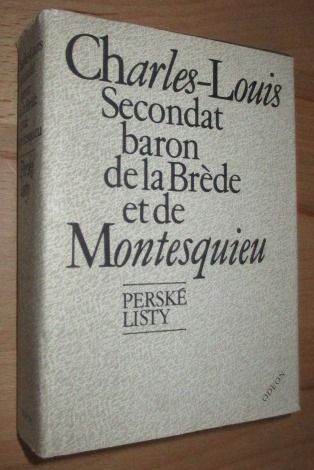 Charles-Louis
Secondat
baron
de la Brède
et de
Montesquieu
PERSKÉ
LISTY
ODEON